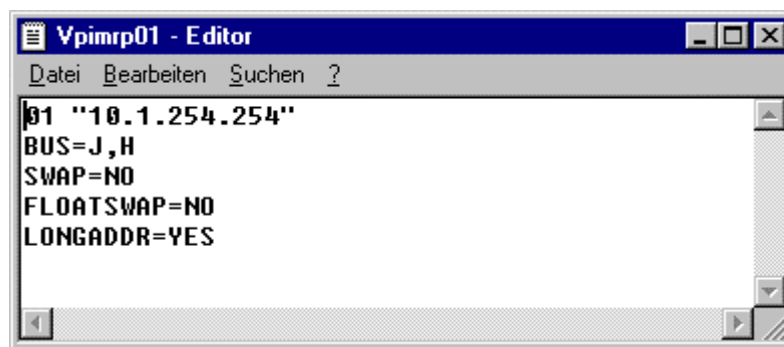 Vpimrp01 - Editor
Datei Bearbeiten Suchen ?
01 "10.1.254.254"
BUS=J,H
SWAP=NO
FLOATSWAP=NO
LONGADDR=YES